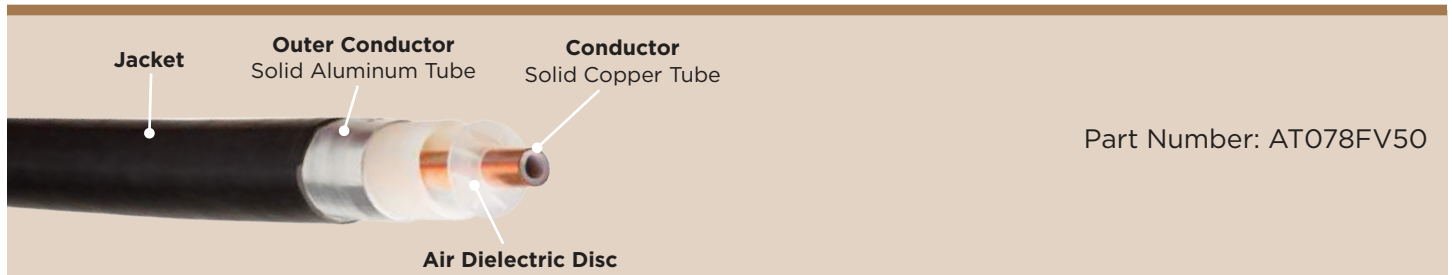 Jacket
Outer Conductor
Solid Aluminum Tube
Conductor
Solid Copper Tube
Part Number: AT078FV50
Air Dielectric Disc